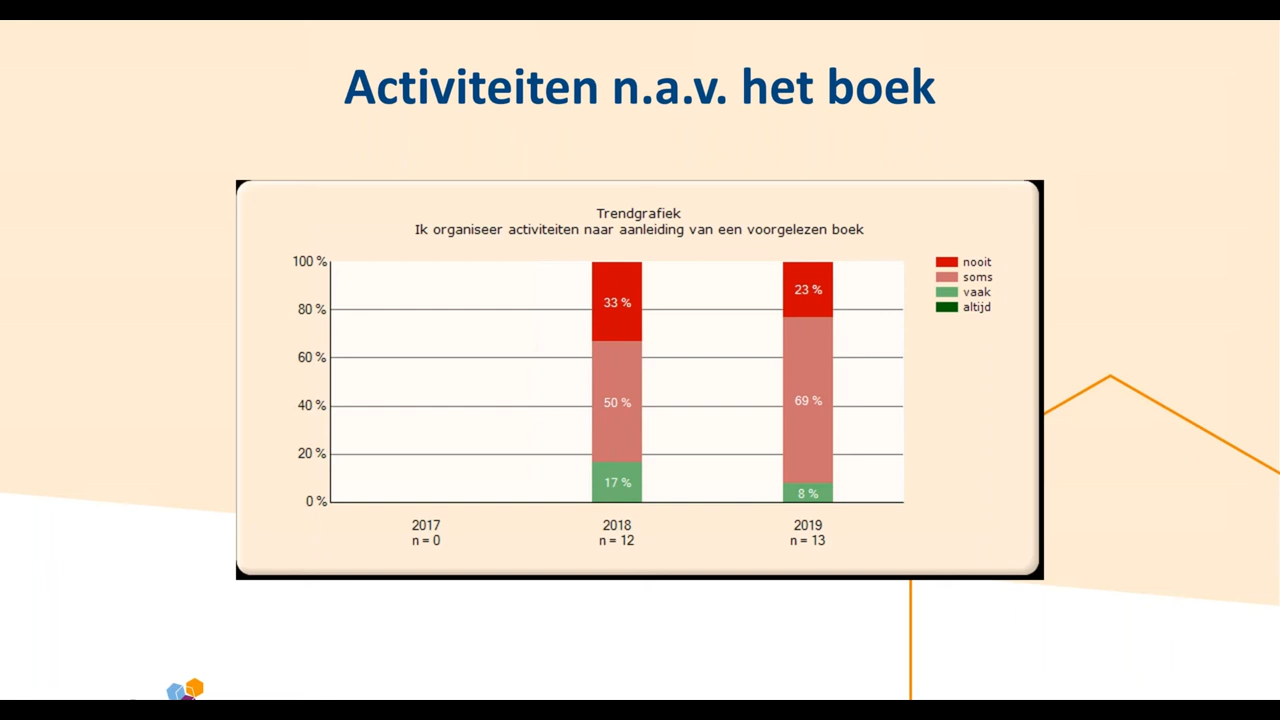 Activiteiten n.a.v. het boek
Trendgrafiek
Ik organiseer activiteiten naar aanleiding van een voorgelezen boek
100 %
80 %
60 %
40 %
20 %
0 %
33 %
50 %
17 %
23 %
69 %
8 %
nooit
soms
vaak
altijd
2017
n = 0
2018
n = 12
2019
n = 13